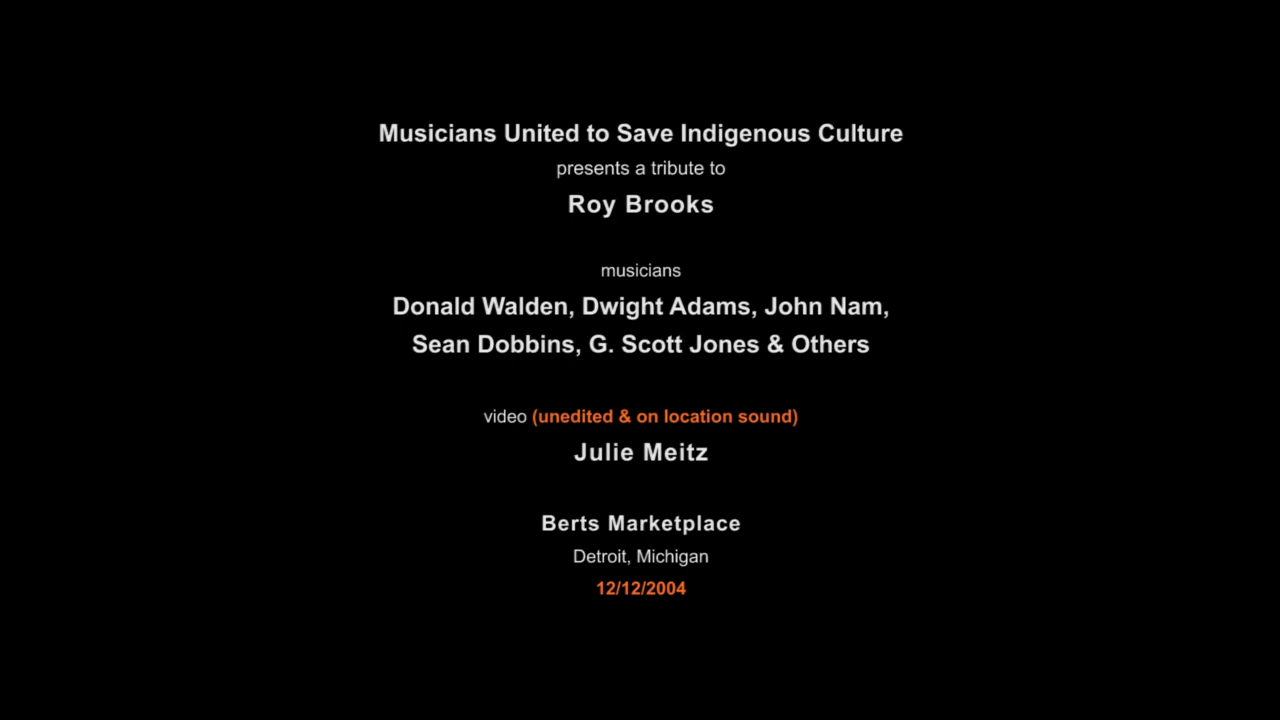 Musicians United to Save Indigenous Culture
presents a tribute to
Roy Brooks
musicians
Donald Walden, Dwight Adams, John Nam,
Sean Dobbins, G. Scott Jones & Others
video (unedited & on location sound)
Julie Meitz
Berts Marketplace
Detroit, Michigan
12/12/2004